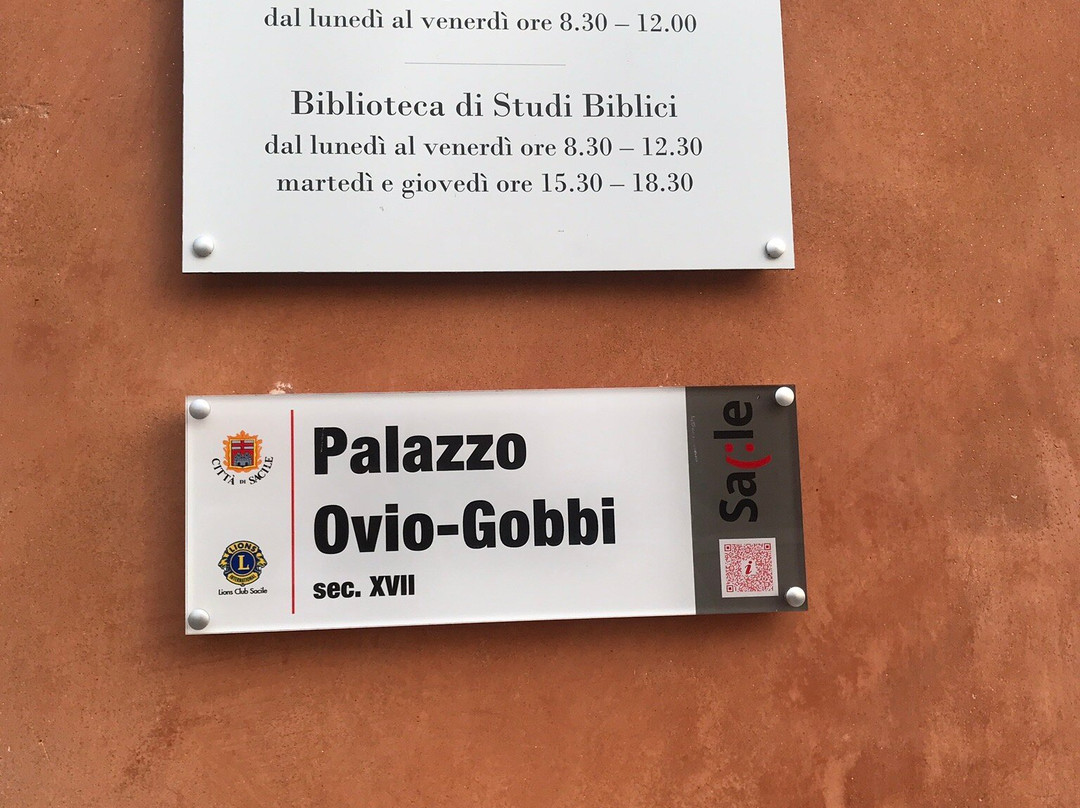 dal lunedì al venerdì ore 8.30 – 12.00
Biblioteca di Studi Biblici
dal lunedì al venerdì ore 8.30 – 12.30
martedì e giovedì ore 15.30 – 18.30
CITTÀ DI SACILE
LIONS
L
INTERNATIONAL
Lions Club Sacile
Palazzo
Ovio-Gobbi
sec. XVII
Sacile
i